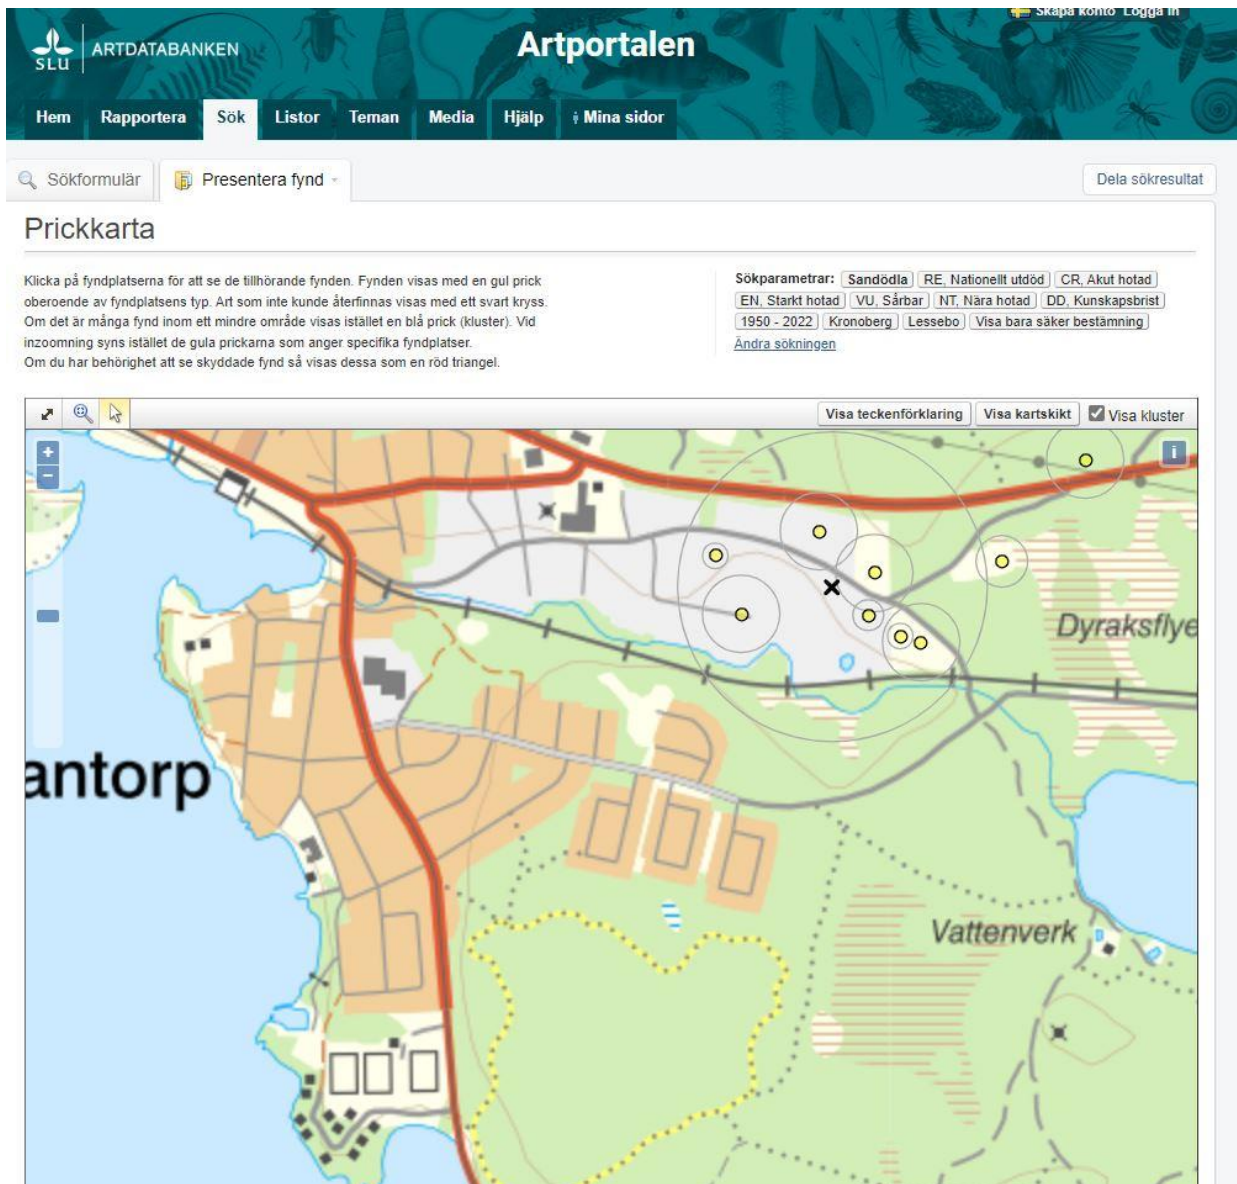 Skapa konto Logga in
SLU ARTDATABANKEN
Artportalen
Hem Rapportera Sök Listor Teman Media Hjälp Mina sidor
Sökformulär Presentera fynd Dela sökresultat
Prickkarta
Klicka på fyndplatserna för att se de tillhörande fynden. Fynden visas med en gul prick
oberoende av fyndplatsens typ. Art som inte kunde återfinnas visas med ett svart kryss.
Om det är många fynd inom ett mindre område visas istället en blå prick (kluster). Vid
inzoomning syns istället de gula prickarna som anger specifika fyndplatser.
Om du har behörighet att se skyddade fynd så visas dessa som en röd triangel.
Sökparametrar: Sandödla RE, Nationellt utdöd CR, Akut hotad
EN, Starkt hotad VU, Sårbar NT, Nära hotad DD, Kunskapsbrist
1950 - 2022 Kronoberg Lessebo Visa bara säker bestämning
Ändra sökningen
Visa teckenförklaring Visa kartskikt Visa kluster
+
i
−
Dyraksflye
antorp
Vattenverk